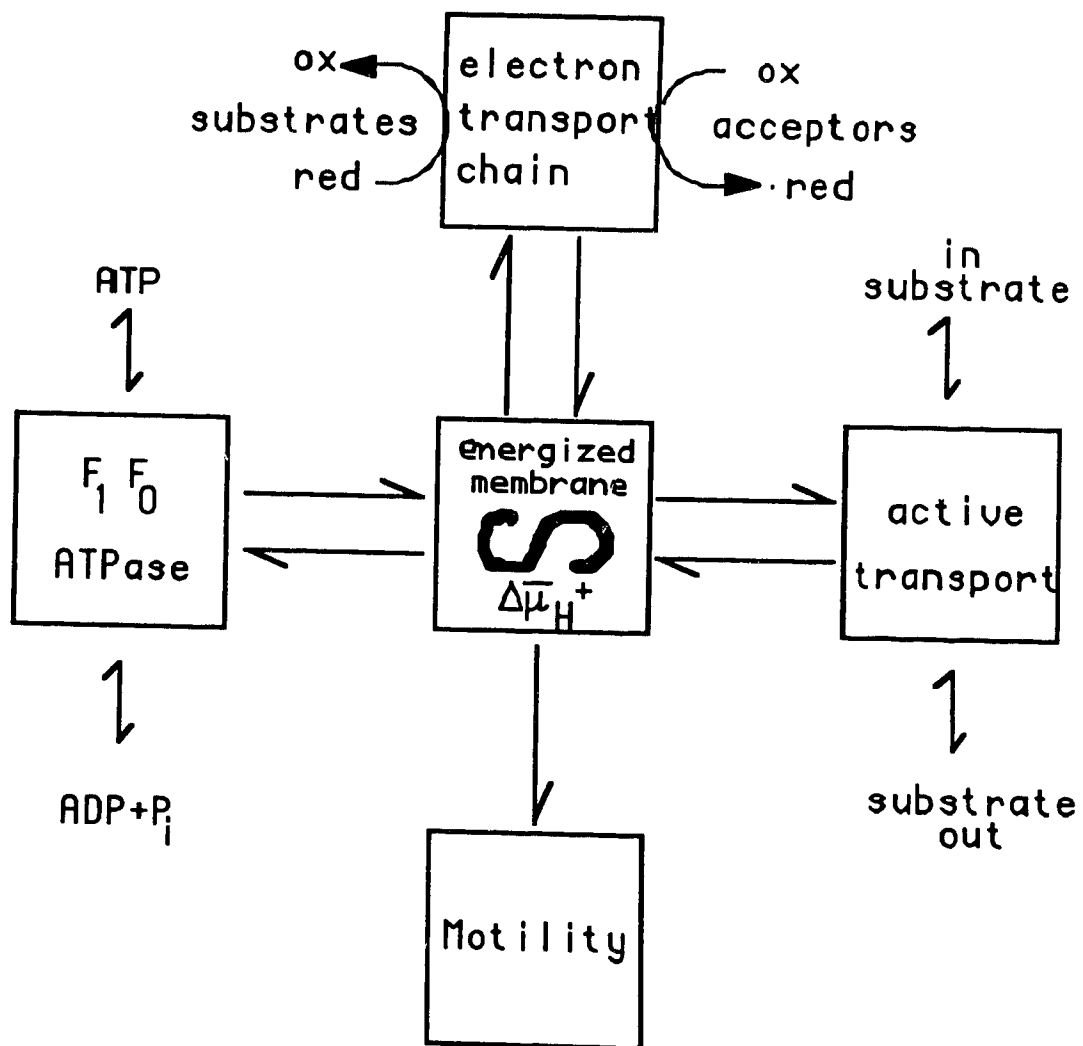 ox
substrates
red
electron
transport
chain
ox
acceptors
red
ATP
in
substrate
F1 F0
ATPase
energized
membrane
Δμ̅H+
active
transport
ADP+Pi
substrate
out
Motility